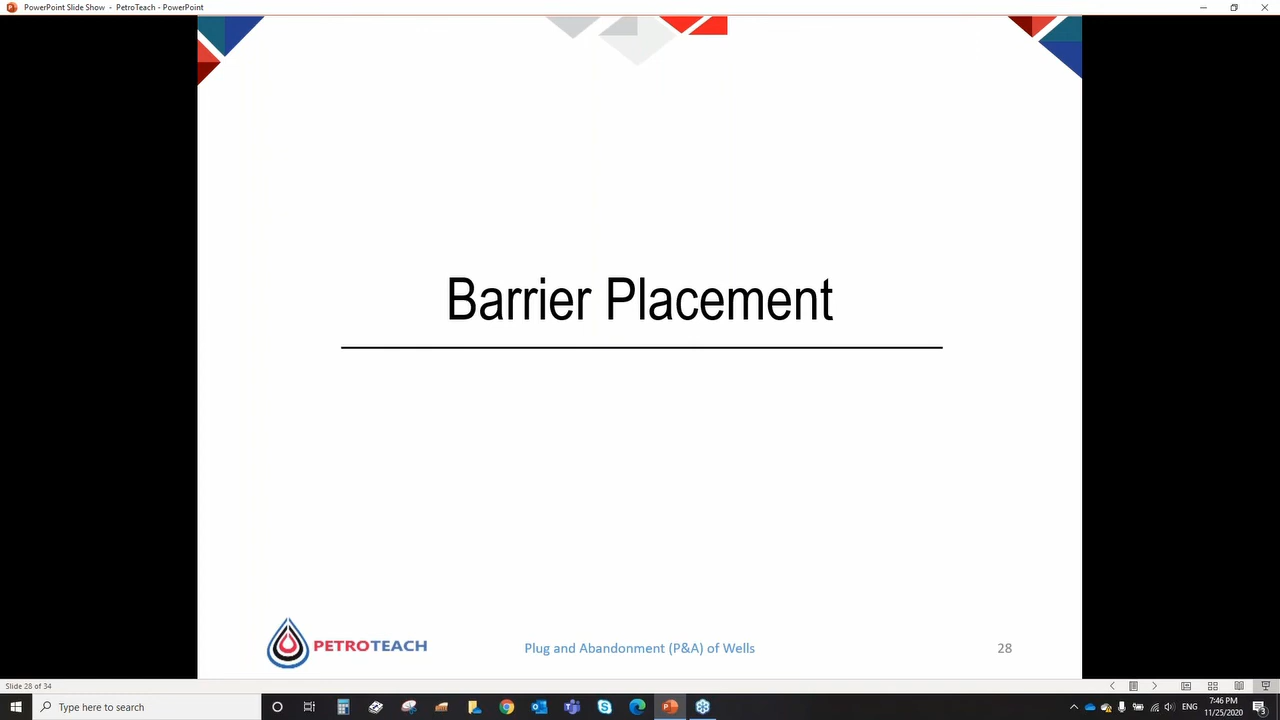 PowerPoint Slide Show - PetroTeach - PowerPoint
Barrier Placement
PETROTEACH
Plug and Abandonment (P&A) of Wells
28
Slide 28 of 34
Type here to search
ENG
7:46 PM
11/25/2020
3